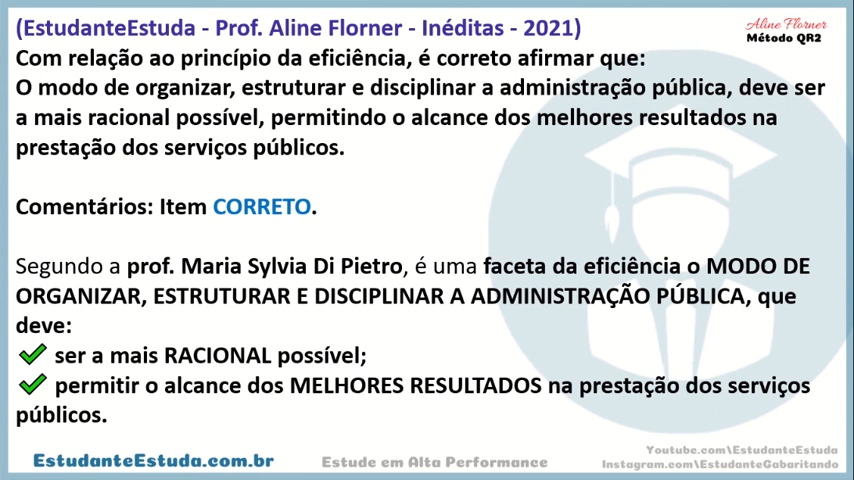 (EstudanteEstuda - Prof. Aline Florner - Inéditas - 2021)
Aline Florner
Método QR2
Com relação ao princípio da eficiência, é correto afirmar que:
O modo de organizar, estruturar e disciplinar a administração pública, deve ser
a mais racional possível, permitindo o alcance dos melhores resultados na
prestação dos serviços públicos.
Comentários: Item CORRETO.
Segundo a prof. Maria Sylvia Di Pietro, é uma faceta da eficiência o MODO DE
ORGANIZAR, ESTRUTURAR E DISCIPLINAR A ADMINISTRAÇÃO PÚBLICA, que
deve:
✔ ser a mais RACIONAL possível;
✔ permitir o alcance dos MELHORES RESULTADOS na prestação dos serviços
públicos.
EstudanteEstuda.com.br
Estude em Alta Performance
Youtube.com\EstudanteEstuda
Instagram.com\EstudanteGabaritando